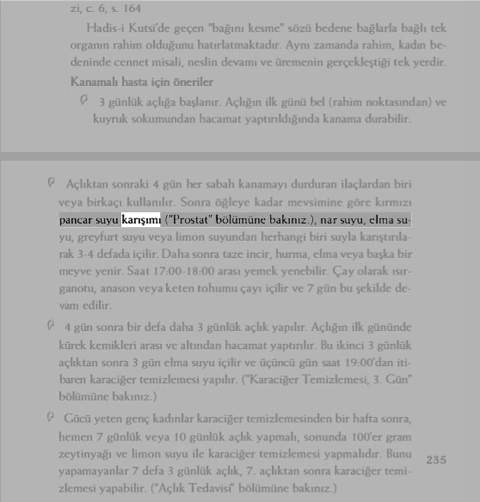 zi, c. 6, s. 164
Hadis-i Kutsi'de geçen "bağını kesme" sözü bedene bağlarla bağlı tek
organın rahim olduğunu hatırlatmaktadır. Aynı zamanda rahim, kadın be-
deninde cennet misali, neslin devamı ve üremenin gerçekleştiği tek yerdir.
Kanamalı hasta için öneriler
3 günlük açlığa başlanır. Açlığın ilk günü bel (rahim noktasından) ve
kuyruk sokumundan hacamat yaptırıldığında kanama durabilir.
Açlıktan sonraki 4 gün her sabah kanamayı durduran ilaçlardan biri
veya birkaçı kullanılır. Sonra öğleye kadar mevsimine göre kırmızı
pancar suyu karışımı ("Prostat" bölümüne bakınız.), nar suyu, elma su-
yu, greyfurt suyu veya limon suyundan herhangi biri suyla karıştırıla-
rak 3-4 defada içilir. Daha sonra taze incir, hurma, elma veya başka bir
meyve yenir. Saat 17:00-18:00 arası yemek yenebilir. Çay olarak ısır-
ganotu, anason veya keten tohumu çayı içilir ve 7 gün bu şekilde de-
vam edilir.
4 gün sonra bir defa daha 3 günlük açlık yapılır. Açlığın ilk gününde
kürek kemikleri arası ve altından hacamat yaptırılır. Bu ikinci 3 günlük
açlıktan sonra 3 gün elma suyu içilir ve üçüncü gün saat 19:00'dan iti-
baren karaciğer temizlemesi yapılır. ("Karaciğer Temizlemesi, 3. Gün"
bölümüne bakınız.)
Gücü yeten genç kadınlar karaciğer temizlemesinden bir hafta sonra,
hemen 7 günlük veya 10 günlük açlık yapmalı, sonunda 100'er gram
zeytinyağı ve limon suyu ile karaciğer temizlemesi yapmalıdır. Bunu
yapamayanlar 7 defa 3 günlük açlık, 7. açlıktan sonra karaciğer temi-
zlemesi yapabilir. ("Açlık Tedavisi" bölümüne bakınız.)
235